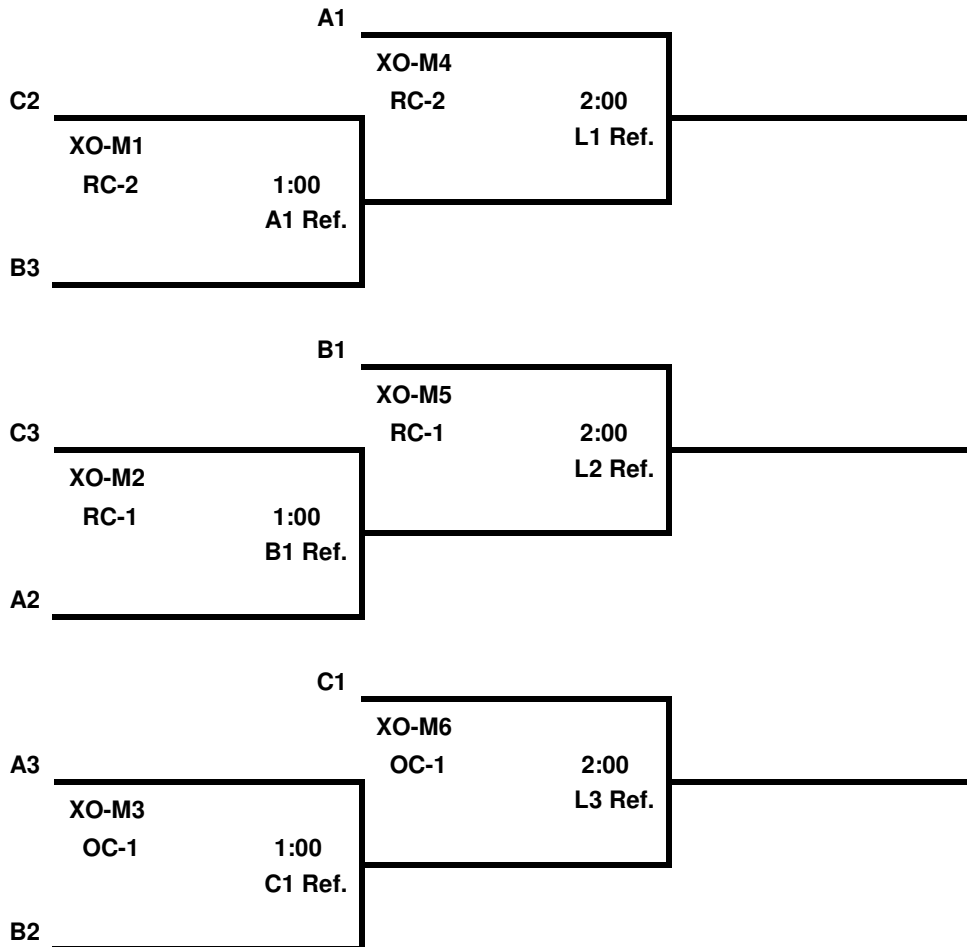 A1
XO-M4
C2
RC-2 2:00
L1 Ref.
XO-M1
RC-2 1:00
A1 Ref.
B3
B1
XO-M5
C3
RC-1 2:00
L2 Ref.
XO-M2
RC-1 1:00
B1 Ref.
A2
C1
XO-M6
A3
OC-1 2:00
L3 Ref.
XO-M3
OC-1 1:00
C1 Ref.
B2